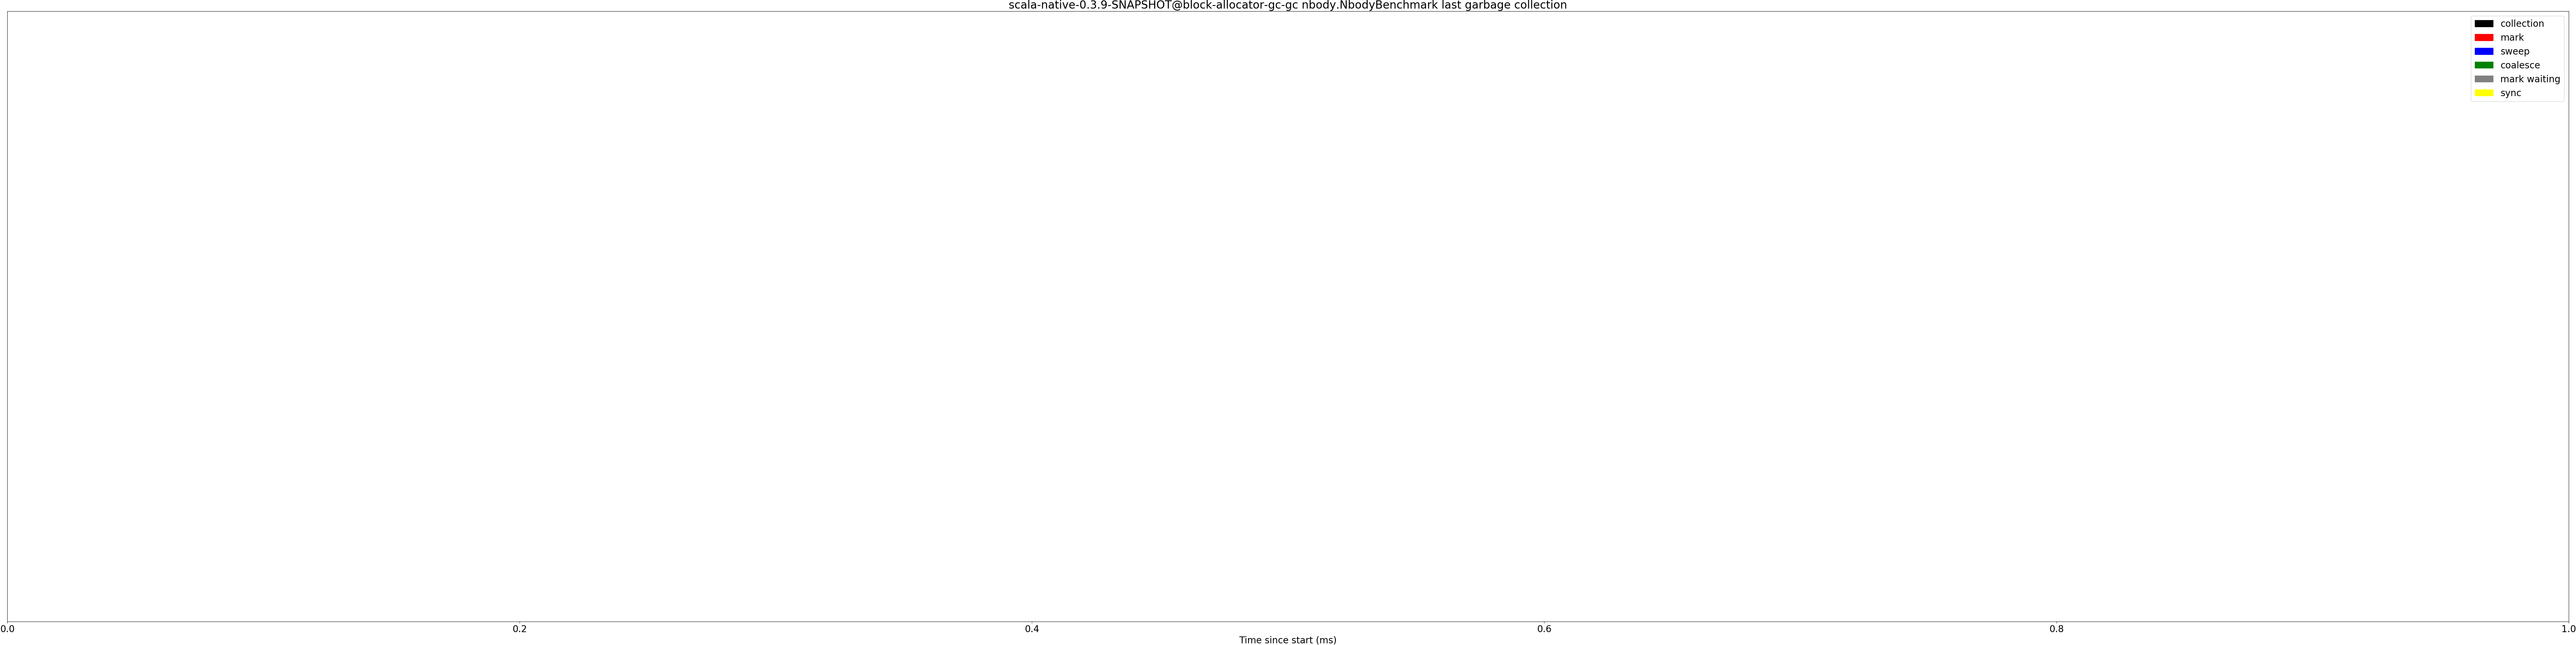 scala-native-0.3.9-SNAPSHOT@block-allocator-gc-gc nbody.NbodyBenchmark last garbage collection
collection
mark
sweep
coalesce
mark waiting
sync
0.0 0.2 0.4 0.6 0.8 1.0
Time since start (ms)